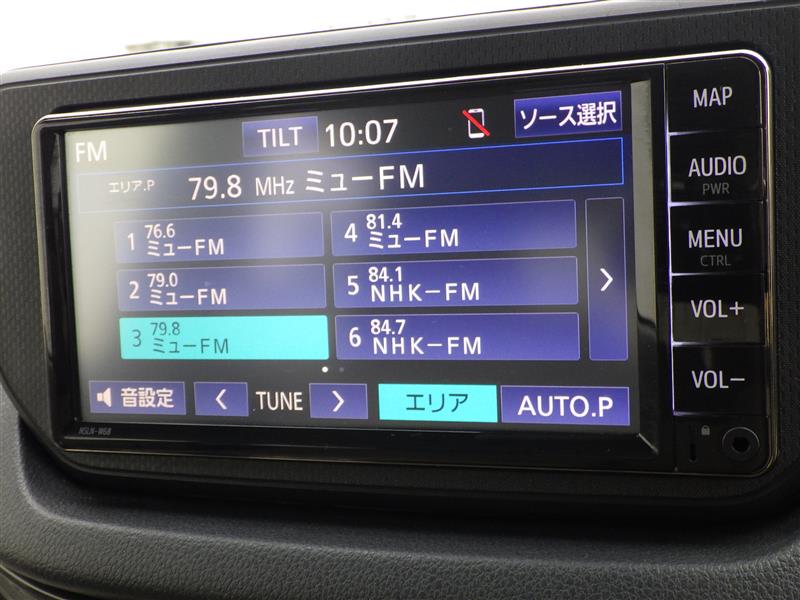 FM
TILT
10:07
ソース選択
エリア.P
79.8 MHz ミューFM
1 76.6 ミューFM
4 81.4 ミューFM
2 79.0 ミューFM
5 84.1 NHK-FM
3 79.8 ミューFM
6 84.7 NHK-FM
>
音設定
<
TUNE
>
エリア
AUTO.P
NSLN-W68
MAP
AUDIO
PWR
MENU
CTRL
VOL+
VOL-